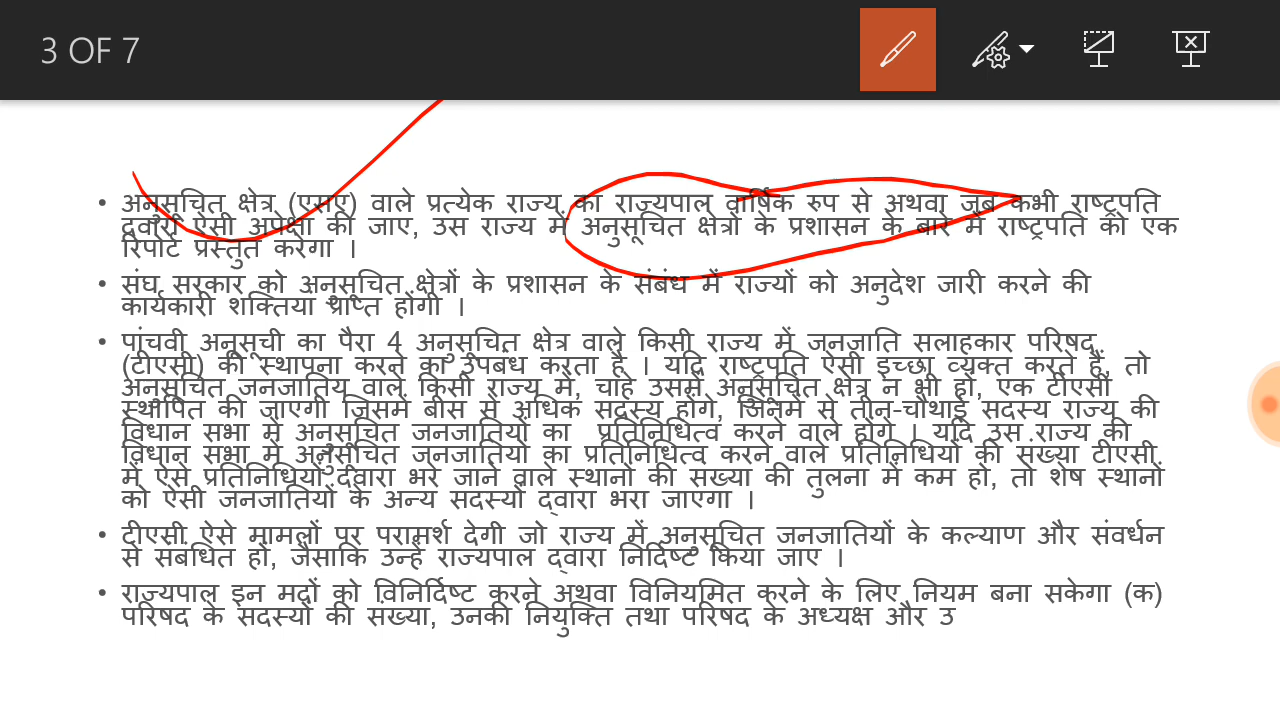 3 OF 7
• अनुसूचित क्षेत्र (एसए) वाले प्रत्येक राज्य का राज्यपाल वार्षिक रुप से अथवा जब कभी राष्ट्रपति
द्वारा ऐसी अपेक्षा की जाए, उस राज्य में अनुसूचित क्षेत्रों के प्रशासन के बारे में राष्ट्रपति को एक
रिपोर्ट प्रस्तुत करेगा ।
• संघ सरकार को अनुसूचित क्षेत्रों के प्रशासन के संबंध में राज्यों को अनुदेश जारी करने की
कार्यकारी शक्तियां प्राप्त होंगी ।
• पांचवी अनुसूची का पैरा 4 अनुसूचित क्षेत्र वाले किसी राज्य में जनजाति सलाहकार परिषद
(टीएसी) की स्थापना करने का उपबंध करता है । यदि राष्ट्रपति ऐसी इच्छा व्यक्त करते हैं, तो
अनुसूचित जनजातिय वाले किसी राज्य में, चाहे उसमें अनुसूचित क्षेत्र न भी हो, एक टीएसी
स्थापित की जाएगी जिसमें बीस से अधिक सदस्य होंगे, जिनमें से तीन-चौथाई सदस्य राज्य की
विधान सभा में अनुसूचित जनजातियों का प्रतिनिधित्व करने वाले होंगे । यदि उस राज्य की
विधान सभा में अनुसूचित जनजातियों का प्रतिनिधित्व करने वाले प्रतिनिधियों की संख्या टीएसी
में ऐसे प्रतिनिधियों द्वारा भरे जाने वाले स्थानों की संख्या की तुलना में कम हो, तो शेष स्थानों
को ऐसी जनजातियों के अन्य सदस्यों द्वारा भरा जाएगा ।
• टीएसी ऐसे मामलों पर परामर्श देगी जो राज्य में अनुसूचित जनजातियों के कल्याण और संवर्धन
से संबंधित हो, जैसाकि उन्हें राज्यपाल द्वारा निर्दिष्ट किया जाए ।
• राज्यपाल इन मदों को विनिर्दिष्ट करने अथवा विनियमित करने के लिए नियम बना सकेगा (क)
परिषद के सदस्यों की संख्या, उनकी नियुक्ति तथा परिषद के अध्यक्ष और उ